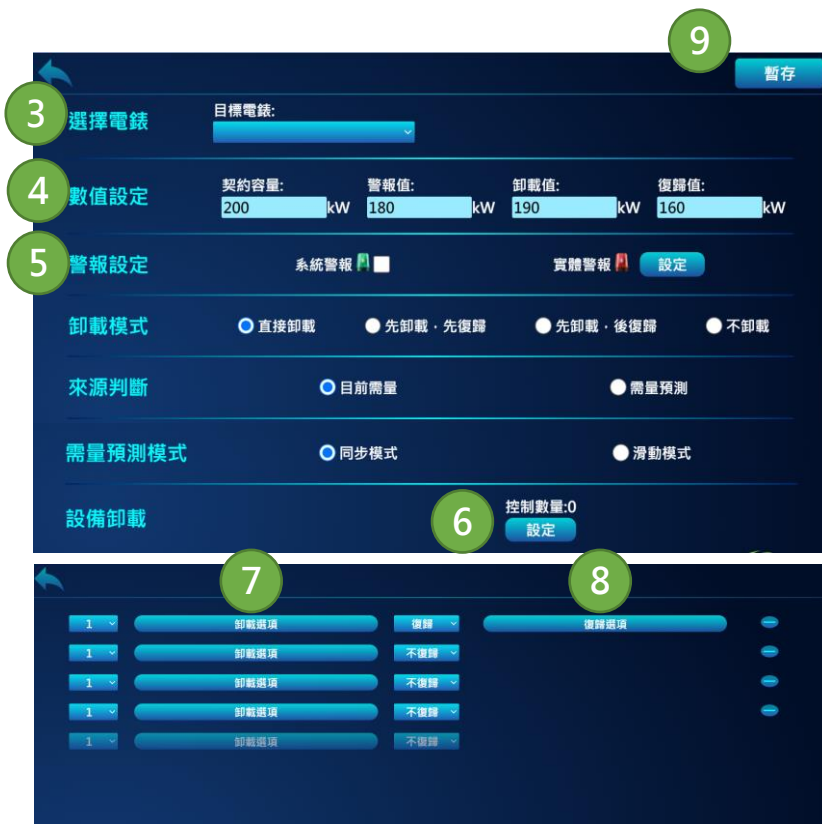 9
暫存
3
選擇電錶
目標電錶:
4
數值設定
契約容量:
200
kW
警報值:
180
kW
卸載值:
190
kW
復歸值:
160
kW
5
警報設定
系統警報
實體警報
設定
卸載模式
直接卸載
先卸載，先復歸
先卸載，後復歸
不卸載
來源判斷
目前需量
需量預測
需量預測模式
同步模式
滑動模式
設備卸載
6
控制數量:0
設定
7
8
1
卸載選項
復歸
復歸選項
1
卸載選項
不復歸
1
卸載選項
不復歸
1
卸載選項
不復歸
1
卸載選項
不復歸